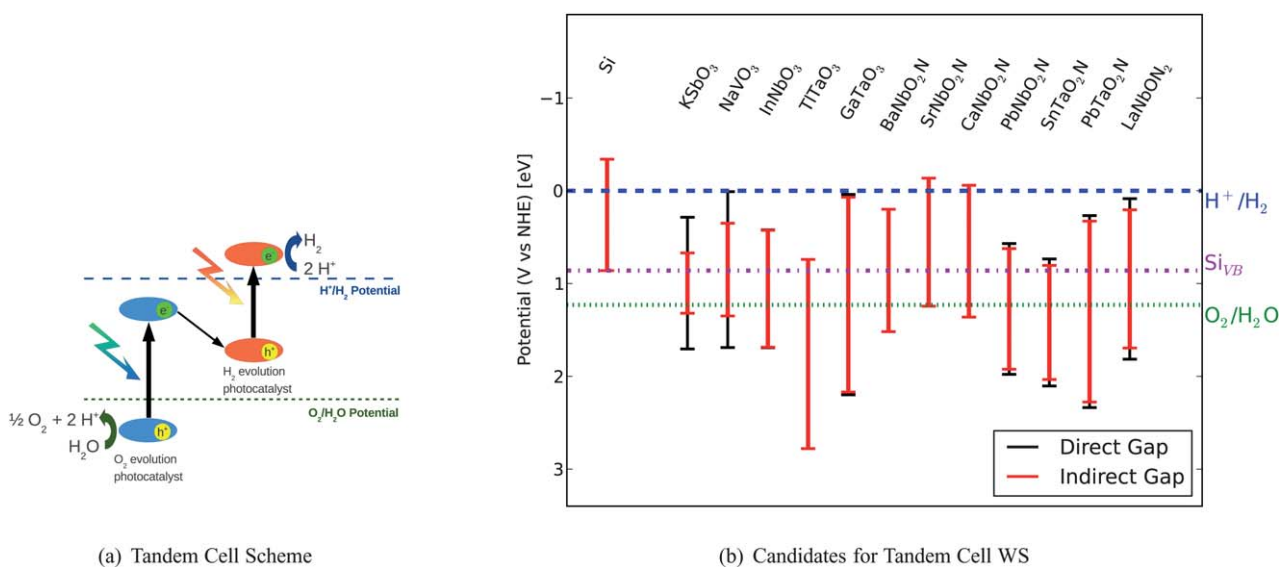 H₂
2 H⁺
H⁺/H₂ Potential
e⁻
e⁻
h⁺
H₂ evolution
photocatalyst
O₂/H₂O Potential
½ O₂ + 2 H⁺
H₂O
h⁺
O₂ evolution
photocatalyst
(a) Tandem Cell Scheme
Si
KSbO₃
NaVO₃
InNbO₃
TlTaO₃
GaTaO₃
BaNbO₂N
SrNbO₂N
CaNbO₂N
PbNbO₂N
SnTaO₂N
PbTaO₂N
LaNbON₂
Potential (V vs NHE) [eV]
−1
0
1
2
3
H⁺/H₂
Si_VB
O₂/H₂O
Direct Gap
Indirect Gap
(b) Candidates for Tandem Cell WS